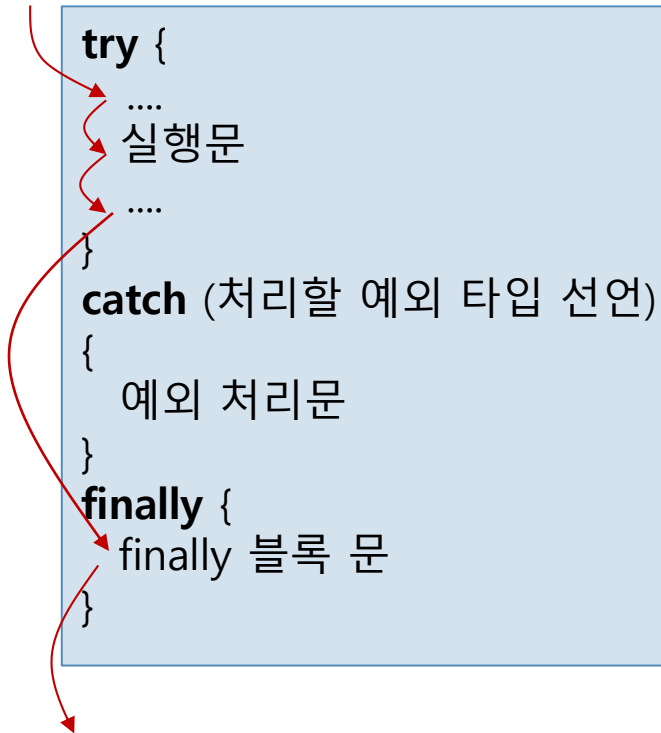 try {
....
실행문
....
}
catch (처리할 예외 타입 선언)
{
예외 처리문
}
finally {
finally 블록 문
}